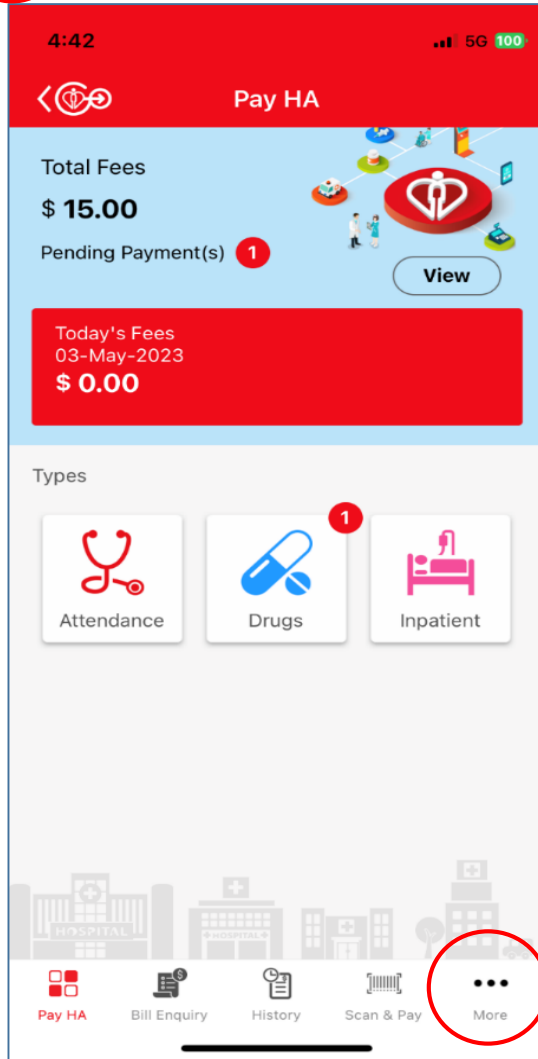 4:42
5G 100
Pay HA
Total Fees
$ 15.00
Pending Payment(s) 1
View
Today's Fees
03-May-2023
$ 0.00
Types
1
Attendance
Drugs
Inpatient
HOSPITAL
HOSPITAL
Pay HA
Bill Enquiry
History
Scan & Pay
More